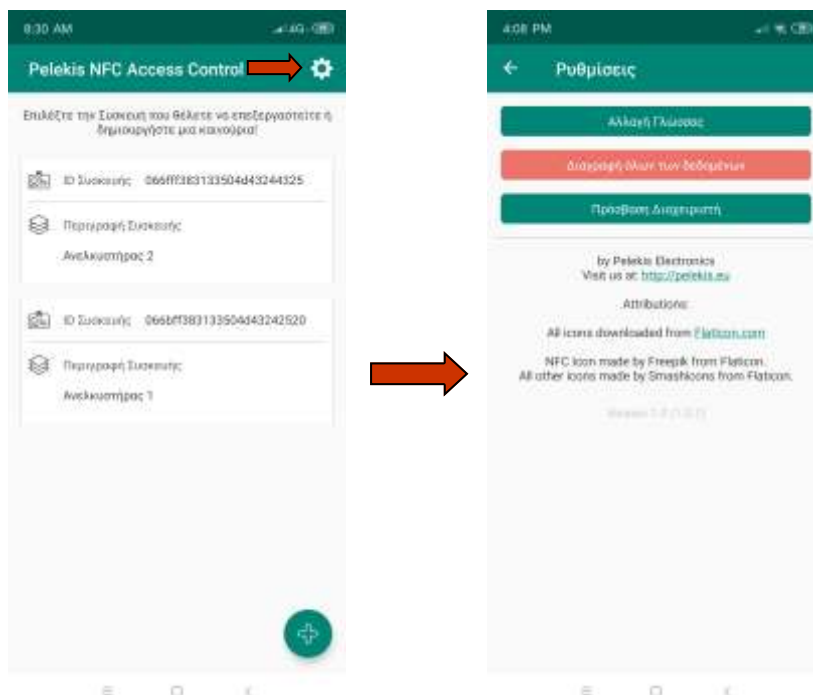 8:30 AM
4G
Pelekis NFC Access Control
Επιλέξτε την Συσκευή που θέλετε να επεξεργαστείτε ή
δημιουργήστε μια καινούρια!
ID Συσκευής 066fff383133504d43244325
Περιγραφή Συσκευής
Ανελκυστήρας 2
ID Συσκευής 066bff383133504d43242520
Περιγραφή Συσκευής
Ανελκυστήρας 1
4:08 PM
Ρυθμίσεις
Αλλαγή Γλώσσας
Διαγραφή όλων των δεδομένων
Πρόσβαση Διαχειριστή
by Pelekis Electronics
Visit us at: http://pelekis.eu
Attributions:
All icons downloaded from Flaticon.com
NFC Icon made by Freepik from Flaticon.
All other icons made by Smashicons from Flaticon.
Version